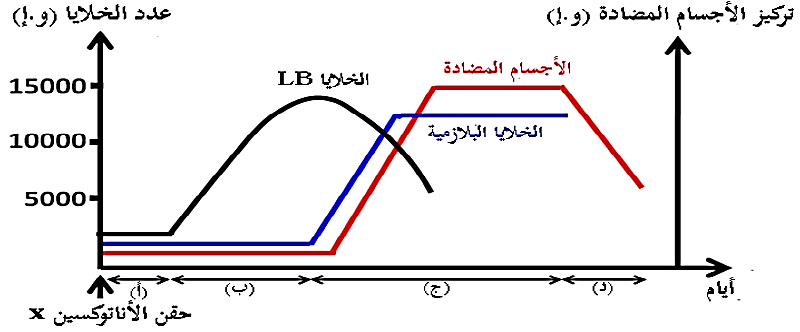 عدد الخلايا (و.إ)
تركيز الأجسام المضادة (و.إ)
15000
10000
5000
الخلايا LB
الأجسام المضادة
الخلايا البلازمية
(أ)
(ب)
(ج)
(د)
أيام
حقن الأناتوكسين x